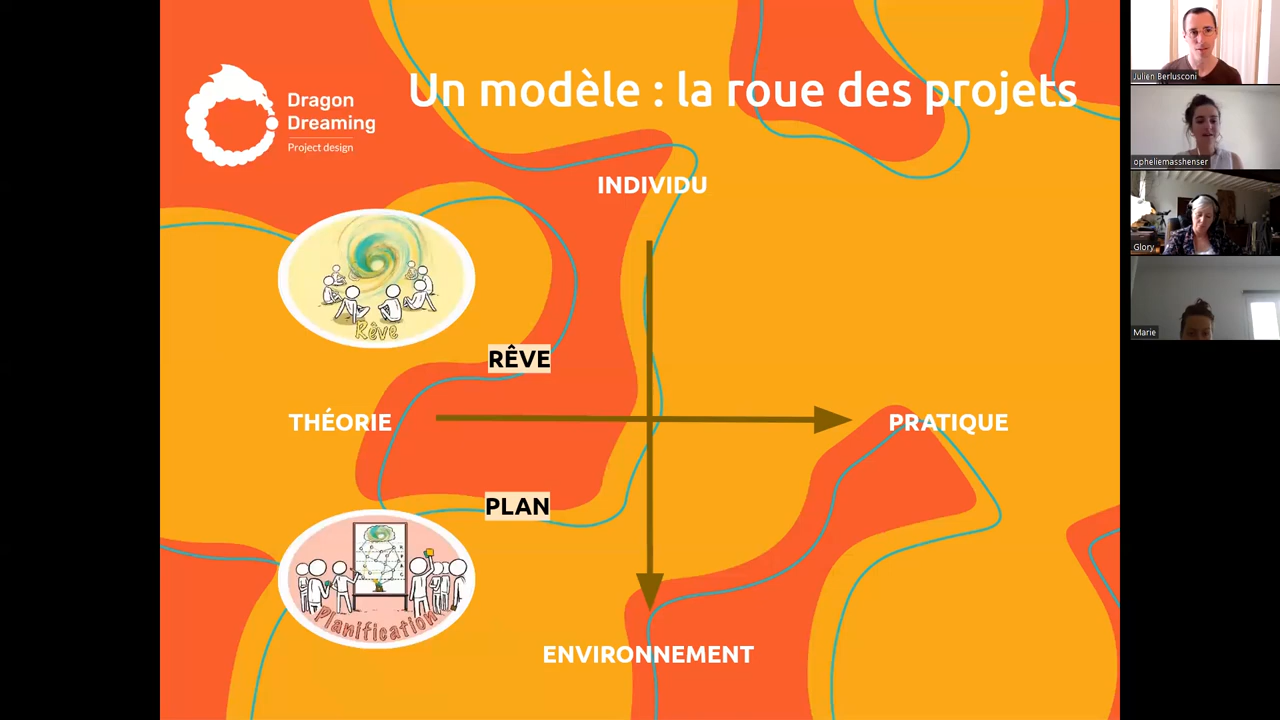 Dragon
Dreaming
Project design
Un modèle : la roue des projets
INDIVIDU
Rêve
RÊVE
THÉORIE
PRATIQUE
PLAN
Planification
ENVIRONNEMENT
Julien Berlusconi
opheliemasshenser
Glory
Marie